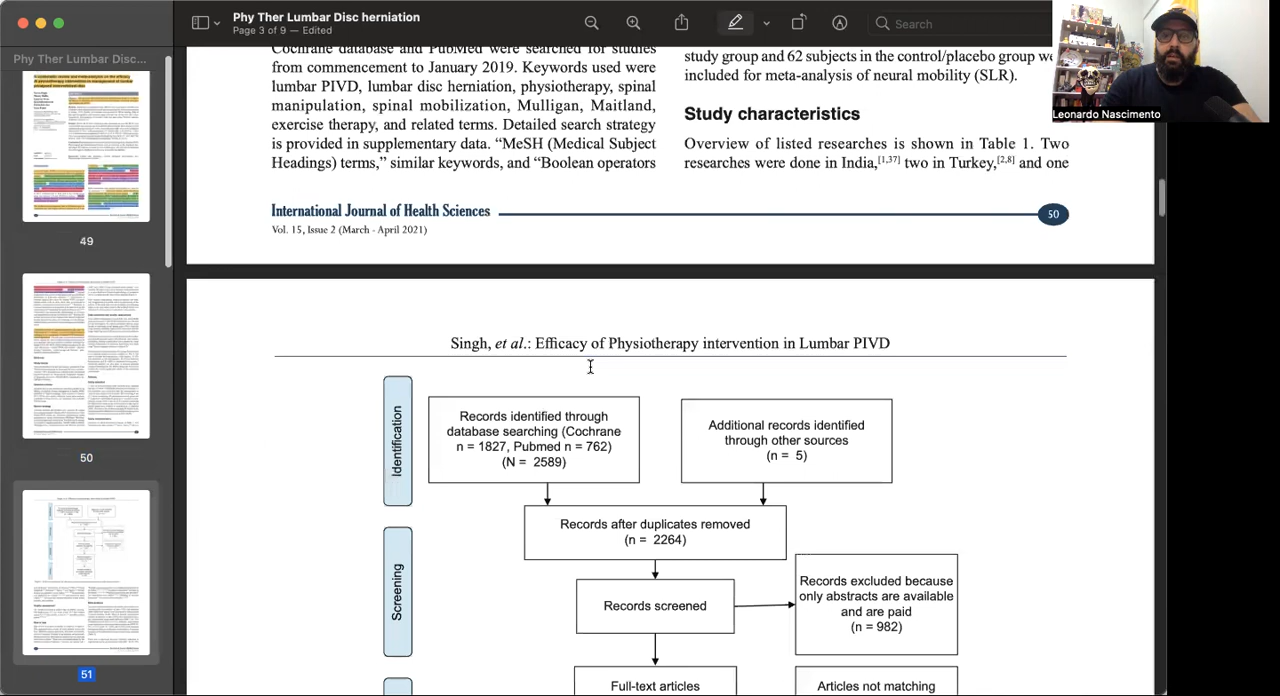 Phy Ther Lumbar Disc herniation
Page 3 of 9 – Edited
Search
Phy Ther Lumbar Disc...
49
50
51
Cochrane database and PubMed were searched for studies
from commencement to January 2019. Keywords used were
lumbar PIVD, lumbar disc herniation, physiotherapy, spinal
manipulation, spinal mobilization, Mulligan, Maitland,
exercise therapy, and related terms. Detailed search strategy
is provided in supplementary data. “MeSH (Medical Subject
Headings) terms,” similar keywords, and “Boolean operators
study group and 62 subjects in the control/placebo group we
included for meta-analysis of neural mobility (SLR).
Study characteristics
Overview of listed researches is shown in Table 1. Two
researches were done in India,[1,37] two in Turkey,[2,8] and one
International Journal of Health Sciences
50
Vol. 15, Issue 2 (March - April 2021)
Singh, et al.: Efficacy of Physiotherapy intervention in Lumbar PIVD
Identification
Records identified through
database searching (Cochrane
n = 1827, Pubmed n = 762)
(N = 2589)
Additional records identified
through other sources
(n = 5)
Records after duplicates removed
(n = 2264)
Screening
Records screened
Records excluded because
only abstracts are available
and are paid
(n = 982)
Full-text articles
Articles not matching
Leonardo Nascimento